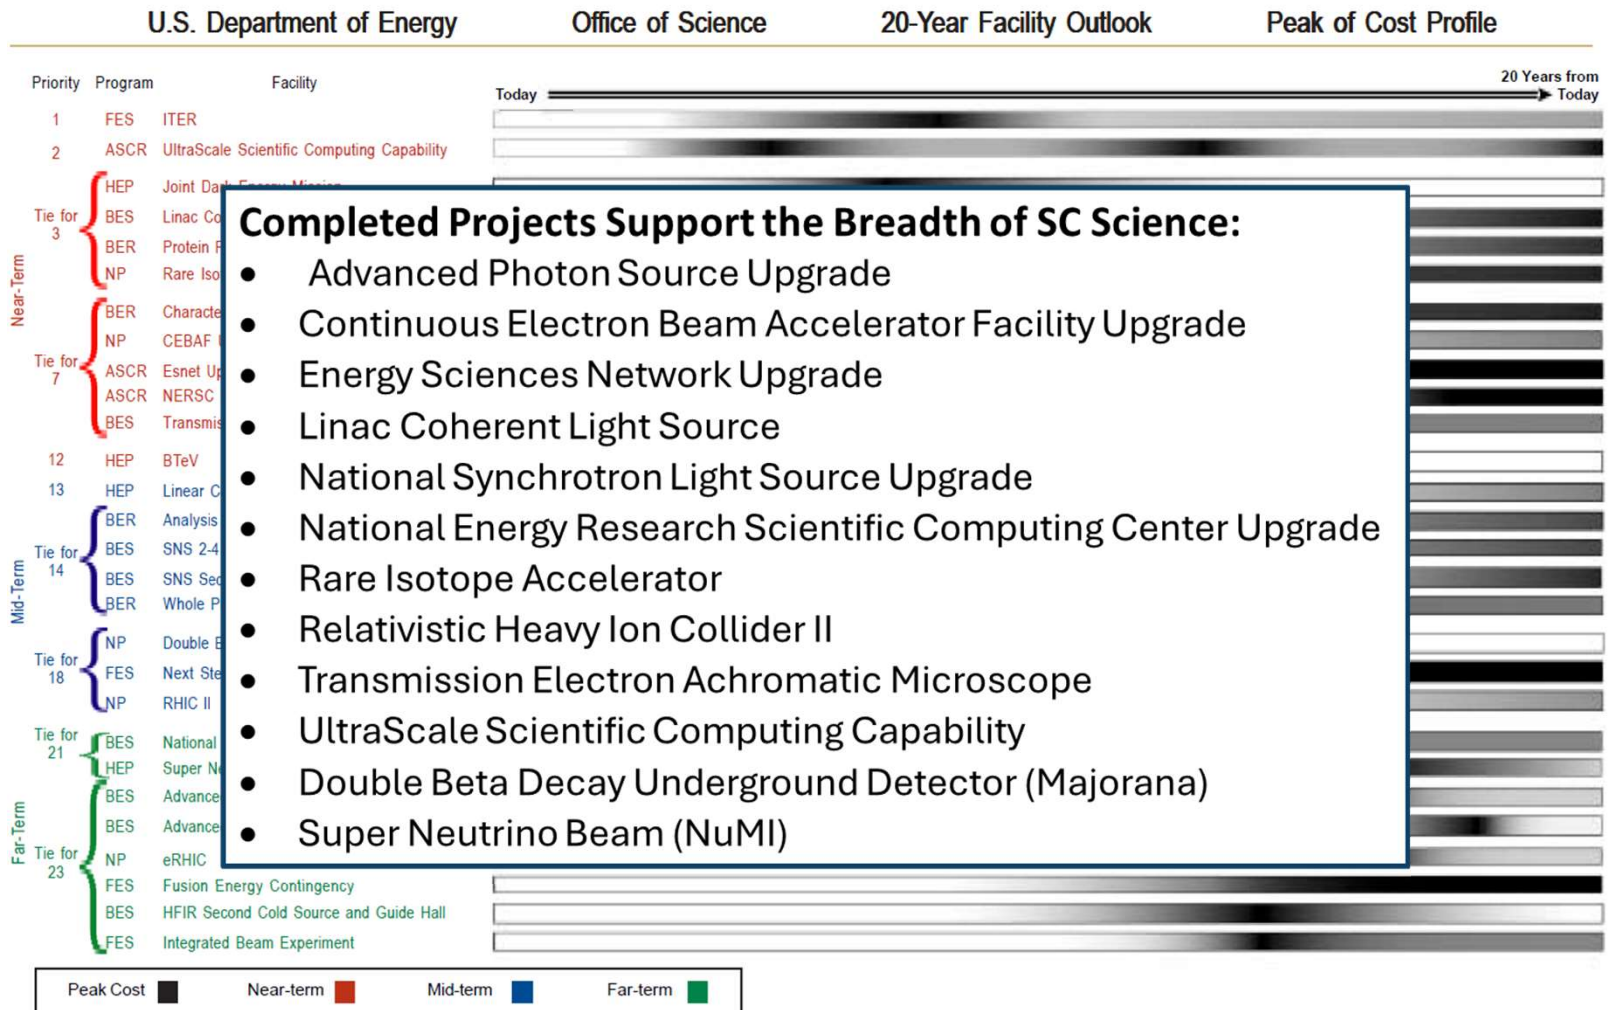 U.S. Department of Energy Office of Science 20-Year Facility Outlook Peak of Cost Profile
Priority Program Facility
20 Years from
Today Today
1 FES ITER
2 ASCR UltraScale Scientific Computing Capability
HEP Joint Dark Energy Mission
Tie for 3
BES Linac Co
BER Protein
NP Rare Iso
Near-Term
BER Characte
NP CEBAF
Tie for 7
ASCR Esnet Up
ASCR NERSC
BES Transmis
12 HEP BTeV
13 HEP Linear C
BER Analysis
Tie for 14
BES SNS 2-4
BES SNS Sec
BER Whole P
Mid-Term
NP Double B
Tie for 18
FES Next Ste
NP RHIC II
Tie for 21
BES National
HEP Super Ne
BES Advance
BES Advance
Far-Term
Tie for 23
NP eRHIC
FES Fusion Energy Contingency
BES HFIR Second Cold Source and Guide Hall
FES Integrated Beam Experiment
Completed Projects Support the Breadth of SC Science:
• Advanced Photon Source Upgrade
• Continuous Electron Beam Accelerator Facility Upgrade
• Energy Sciences Network Upgrade
• Linac Coherent Light Source
• National Synchrotron Light Source Upgrade
• National Energy Research Scientific Computing Center Upgrade
• Rare Isotope Accelerator
• Relativistic Heavy Ion Collider II
• Transmission Electron Achromatic Microscope
• UltraScale Scientific Computing Capability
• Double Beta Decay Underground Detector (Majorana)
• Super Neutrino Beam (NuMI)
Peak Cost Near-term Mid-term Far-term